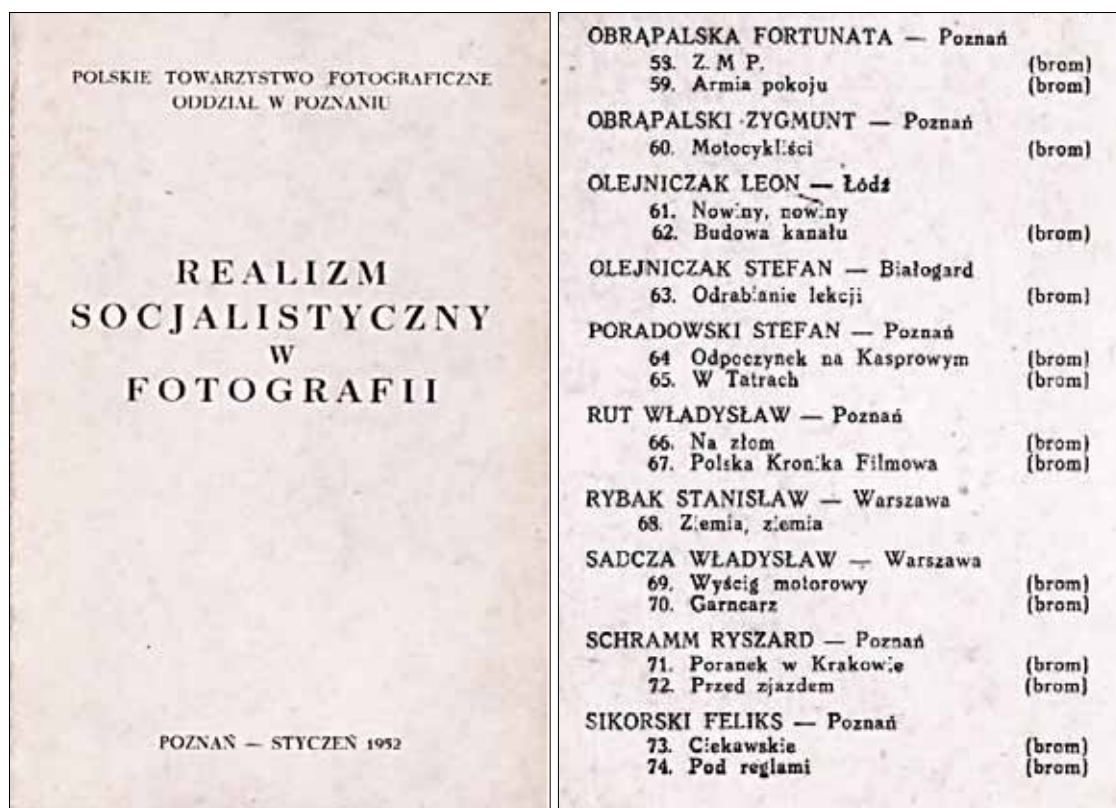 POLSKIE TOWARZYSTWO FOTOGRAFICZNE
ODDZIAŁ W POZNANIU
REALIZM
SOCJALISTYCZNY
W
FOTOGRAFII
POZNAŃ — STYCZEŃ 1952
OBRĄPALSKA FORTUNATA — Poznań
58. Z. M P. (brom)
59. Armia pokoju (brom)
OBRĄPALSKI ZYGMUNT — Poznań
60. Motocykliści (brom)
OLEJNICZAK LEON — Łódź
61. Nowiny, nowiny
62. Budowa kanału (brom)
OLEJNICZAK STEFAN — Białogard
63. Odrabianie lekcji (brom)
PORADOWSKI STEFAN — Poznań
64 Odpoczynek na Kasprowym (brom)
65. W Tatrach (brom)
RUT WŁADYSŁAW — Poznań
66. Na złom (brom)
67. Polska Kronika Filmowa (brom)
RYBAK STANISŁAW — Warszawa
68. Ziemia, ziemia
SADCZA WŁADYSŁAW — Warszawa
69. Wyścig motorowy (brom)
70. Garncarz (brom)
SCHRAMM RYSZARD — Poznań
71. Poranek w Krakowie (brom)
72. Przed zjazdem (brom)
SIKORSKI FELIKS — Poznań
73. Ciekawskie (brom)
74. Pod reglami (brom)